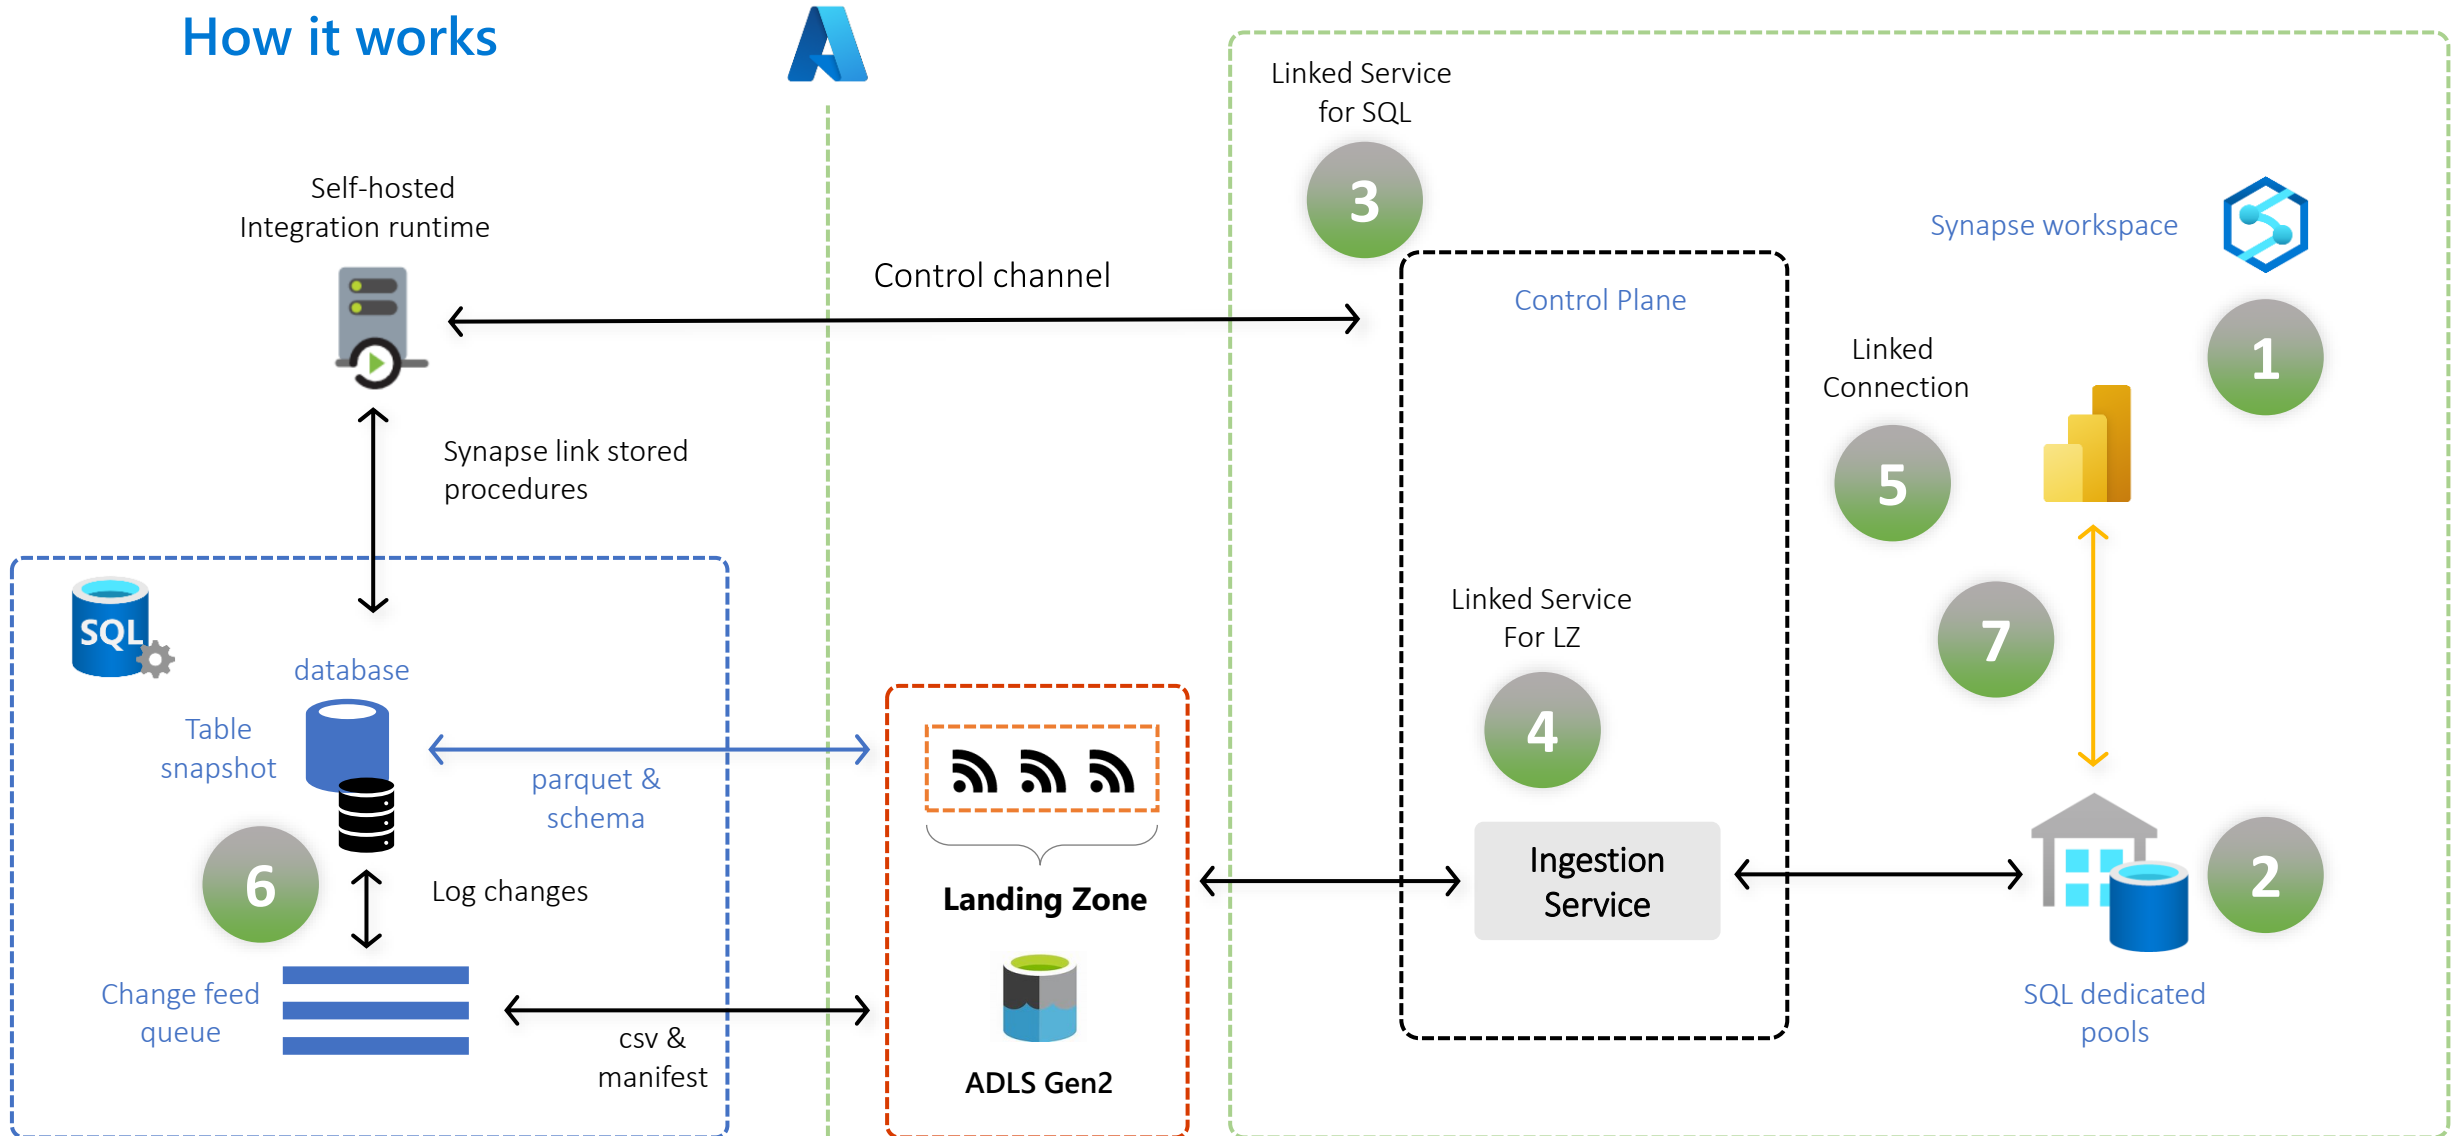 How it works
Self-hosted
Integration runtime
Control channel
Synapse link stored
procedures
SQL
database
Table
snapshot
parquet &
schema
6
Log changes
Change feed
queue
csv &
manifest
Landing Zone
ADLS Gen2
Linked Service
for SQL
3
Control Plane
Linked Service
For LZ
4
Ingestion
Service
Synapse workspace
1
Linked
Connection
5
7
2
SQL dedicated
pools